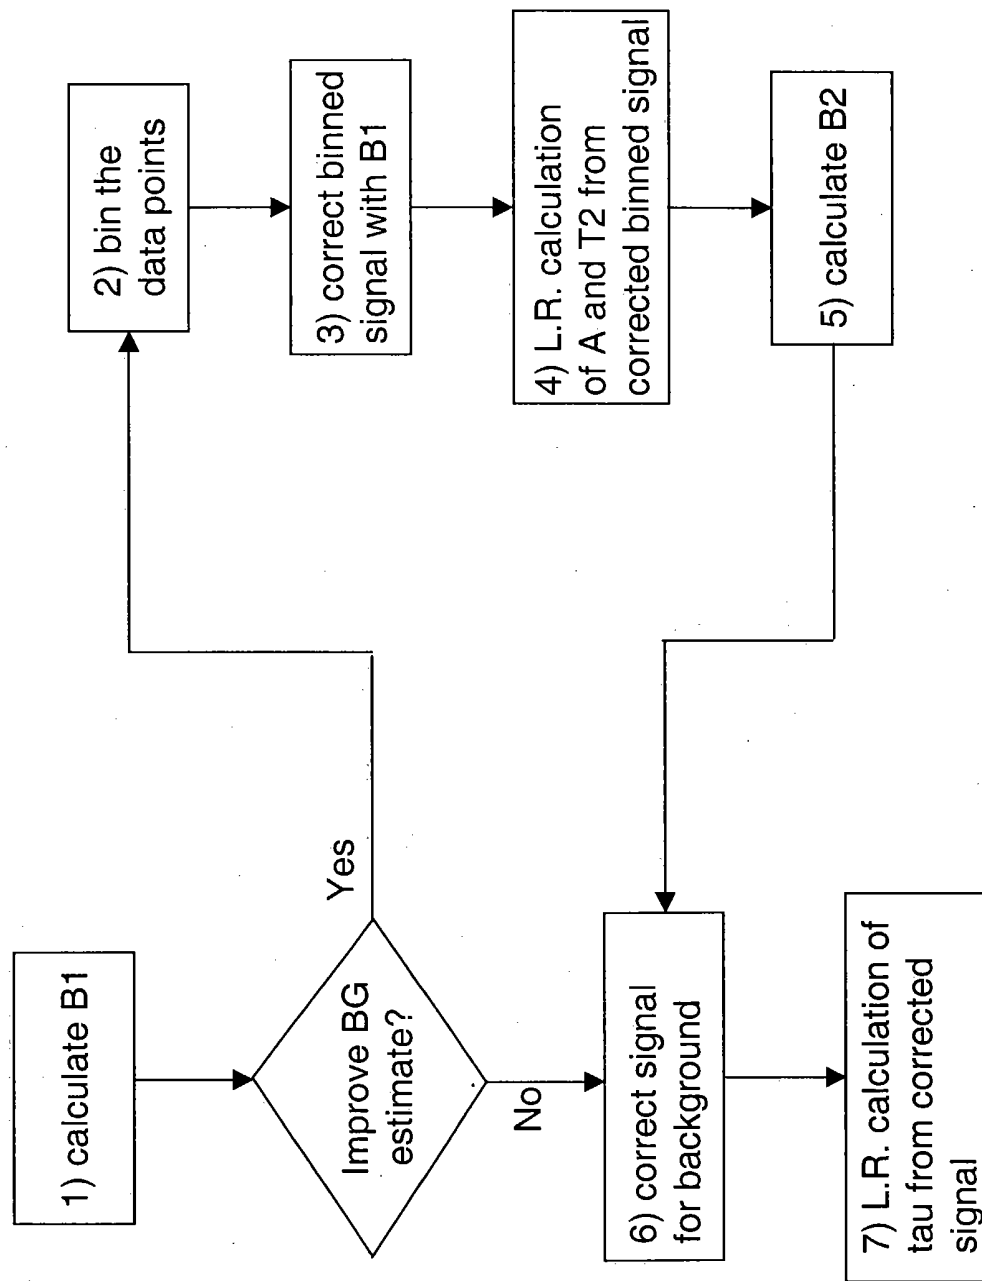 1) calculate B1
Improve BG
estimate?
Yes
No
2) bin the
data points
3) correct binned
signal with B1
4) L.R. calculation
of A and T2 from
corrected binned signal
5) calculate B2
6) correct signal
for background
7) L.R. calculation of
tau from corrected
signal